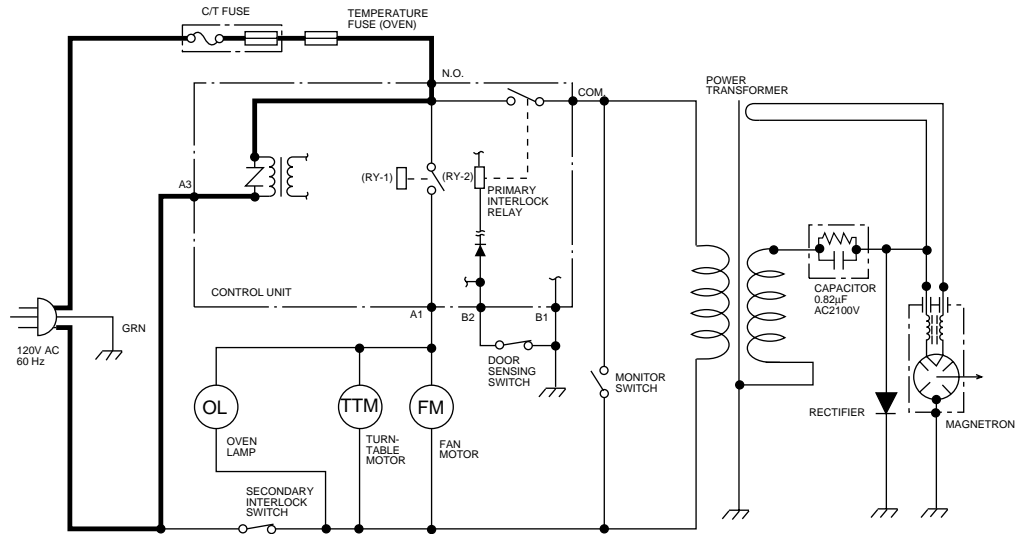 C/T FUSE
TEMPERATURE
FUSE (OVEN)
N.O.
COM.
POWER
TRANSFORMER
A3
(RY-1)
(RY-2)
PRIMARY
INTERLOCK
RELAY
CONTROL UNIT
A1
B2
B1
CAPACITOR
0.82µF
AC2100V
GRN
120V AC
60 Hz
DOOR
SENSING
SWITCH
MONITOR
SWITCH
OL
TTM
FM
OVEN
LAMP
TURN-
TABLE
MOTOR
FAN
MOTOR
RECTIFIER
MAGNETRON
SECONDARY
INTERLOCK
SWITCH